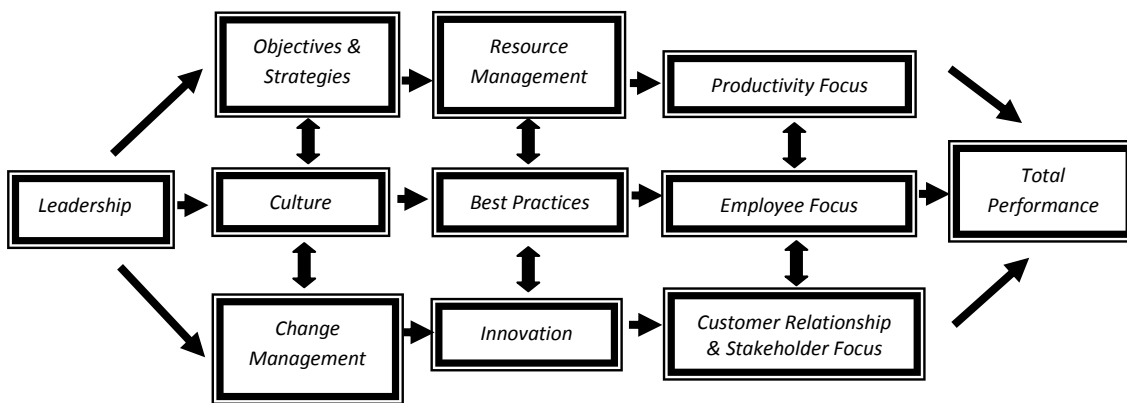 Objectives &
Strategies
Resource
Management
Productivity Focus
Leadership
Culture
Best Practices
Employee Focus
Total
Performance
Change
Management
Innovation
Customer Relationship
& Stakeholder Focus